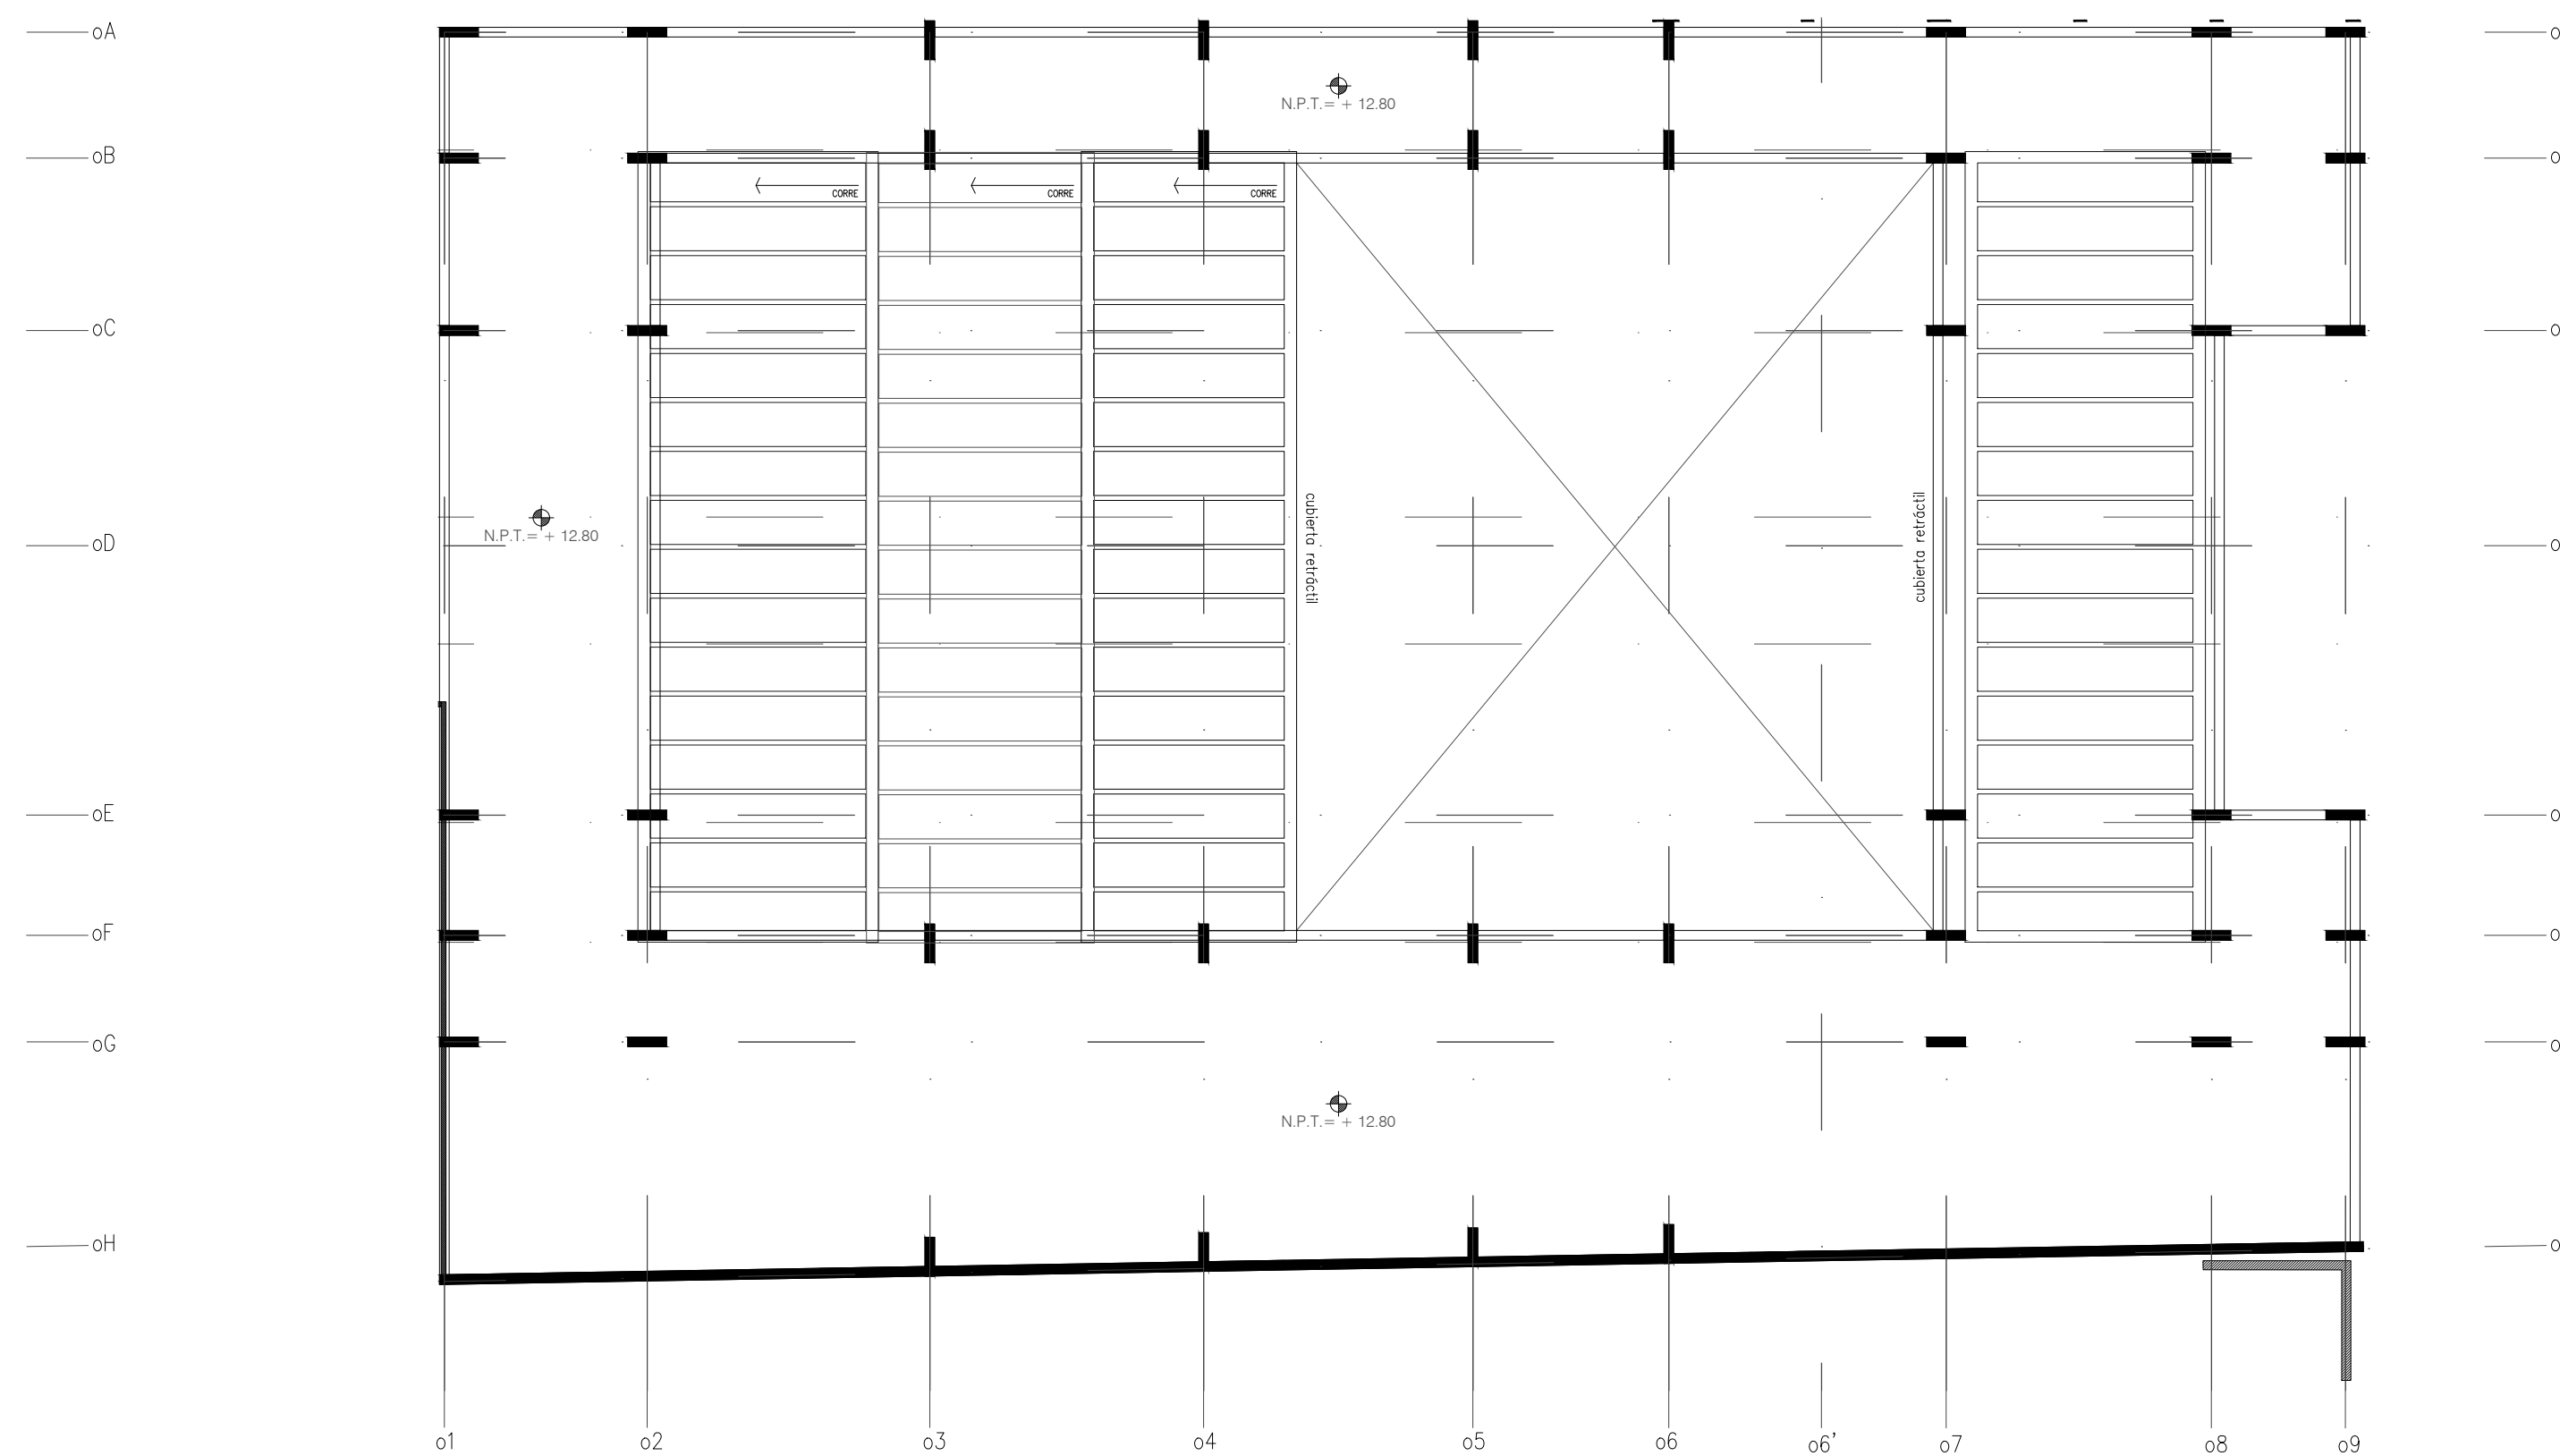 oA
o
N.P.T.= + 12.80
oB
o
CORRE
CORRE
CORRE
oC
o
cubierta retráctil
cubierta retráctil
N.P.T.= + 12.80
oD
o
oE
o
oF
o
oG
o
N.P.T.= + 12.80
oH
o
o1 o2 o3 o4 o5 o6 o6' o7 o8 o9